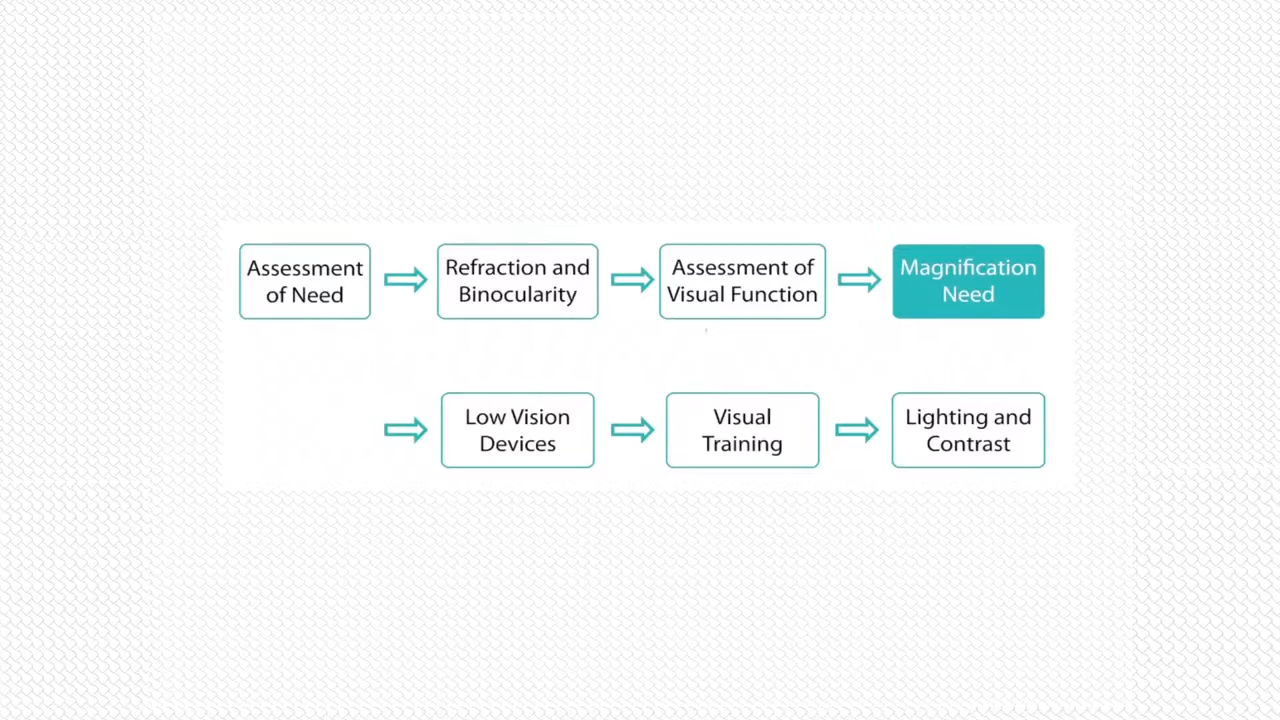 Assessment
of Need
Refraction and
Binocularity
Assessment of
Visual Function
Magnification
Need
Low Vision
Devices
Visual
Training
Lighting and
Contrast